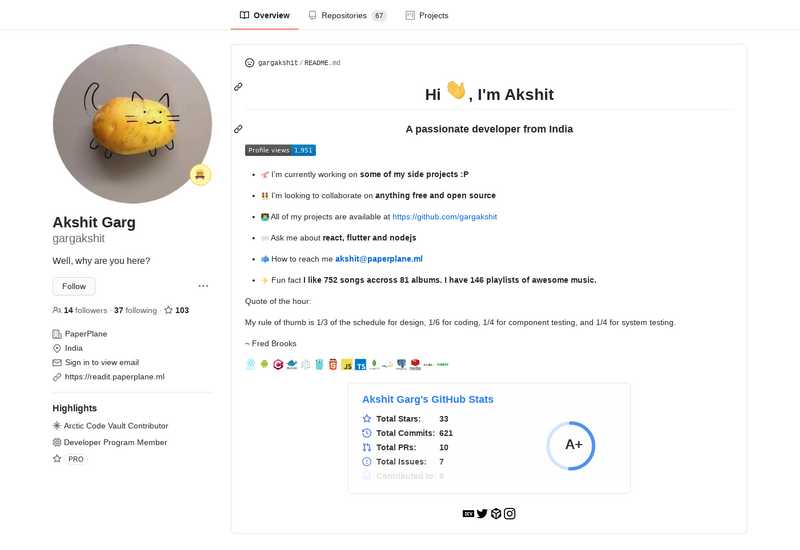 Overview
Repositories 67
Projects
gargakshit / README.md
Hi 👋, I'm Akshit
A passionate developer from India
Profile views 1,951
I'm currently working on some of my side projects :P
I'm looking to collaborate on anything free and open source
All of my projects are available at https://github.com/gargakshit
Ask me about react, flutter and nodejs
How to reach me akshit@paperplane.ml
Fun fact I like 752 songs accross 81 albums. I have 146 playlists of awesome music.
Quote of the hour:
My rule of thumb is 1/3 of the schedule for design, 1/6 for coding, 1/4 for component testing, and 1/4 for system testing.
~ Fred Brooks
JS
TS
Akshit Garg's GitHub Stats
Total Stars: 33
Total Commits: 621
Total PRs: 10
Total Issues: 7
Contributed to:
A+
DEV
Akshit Garg
gargakshit
Well, why are you here?
Follow
14 followers · 37 following · 103
PaperPlane
India
Sign in to view email
https://readit.paperplane.ml
Highlights
Arctic Code Vault Contributor
Developer Program Member
PRO